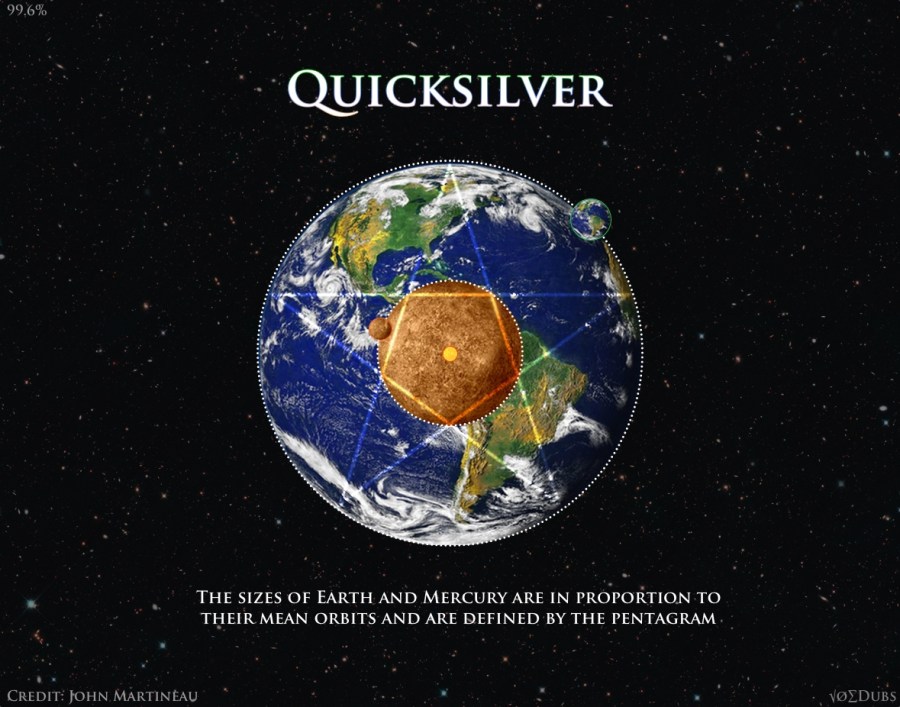 99.6%
Quicksilver
The sizes of Earth and Mercury are in proportion to
their mean orbits and are defined by the pentagram
Credit: John Martineau
√ØΣDubs